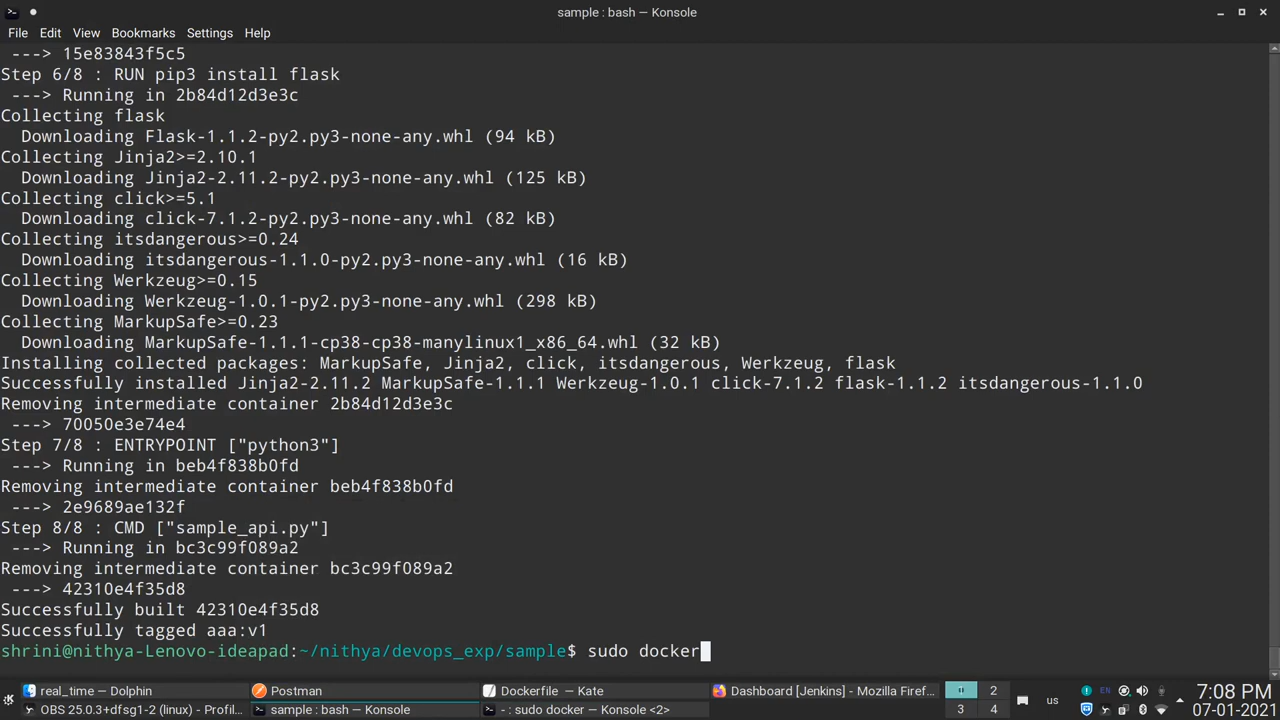 sample : bash — Konsole
File Edit View Bookmarks Settings Help
---> 15e83843f5c5
Step 6/8 : RUN pip3 install flask
---> Running in 2b84d12d3e3c
Collecting flask
Downloading Flask-1.1.2-py2.py3-none-any.whl (94 kB)
Collecting Jinja2>=2.10.1
Downloading Jinja2-2.11.2-py2.py3-none-any.whl (125 kB)
Collecting click>=5.1
Downloading click-7.1.2-py2.py3-none-any.whl (82 kB)
Collecting itsdangerous>=0.24
Downloading itsdangerous-1.1.0-py2.py3-none-any.whl (16 kB)
Collecting Werkzeug>=0.15
Downloading Werkzeug-1.0.1-py2.py3-none-any.whl (298 kB)
Collecting MarkupSafe>=0.23
Downloading MarkupSafe-1.1.1-cp38-cp38-manylinux1_x86_64.whl (32 kB)
Installing collected packages: MarkupSafe, Jinja2, click, itsdangerous, Werkzeug, flask
Successfully installed Jinja2-2.11.2 MarkupSafe-1.1.1 Werkzeug-1.0.1 click-7.1.2 flask-1.1.2 itsdangerous-1.1.0
Removing intermediate container 2b84d12d3e3c
---> 70050e3e74e4
Step 7/8 : ENTRYPOINT ["python3"]
---> Running in beb4f838b0fd
Removing intermediate container beb4f838b0fd
---> 2e9689ae132f
Step 8/8 : CMD ["sample_api.py"]
---> Running in bc3c99f089a2
Removing intermediate container bc3c99f089a2
---> 42310e4f35d8
Successfully built 42310e4f35d8
Successfully tagged aaa:v1
shrini@nithya-Lenovo-ideapad:~/nithya/devops_exp/sample$ sudo docker
real_time — Dolphin Postman Dockerfile — Kate Dashboard [Jenkins] - Mozilla Firef... 2 EN 7:08 PM
OBS 25.0.3+dfsg1-2 (linux) - Profil... sample : bash — Konsole - : sudo docker — Konsole <2> 3 4 us 07-01-2021